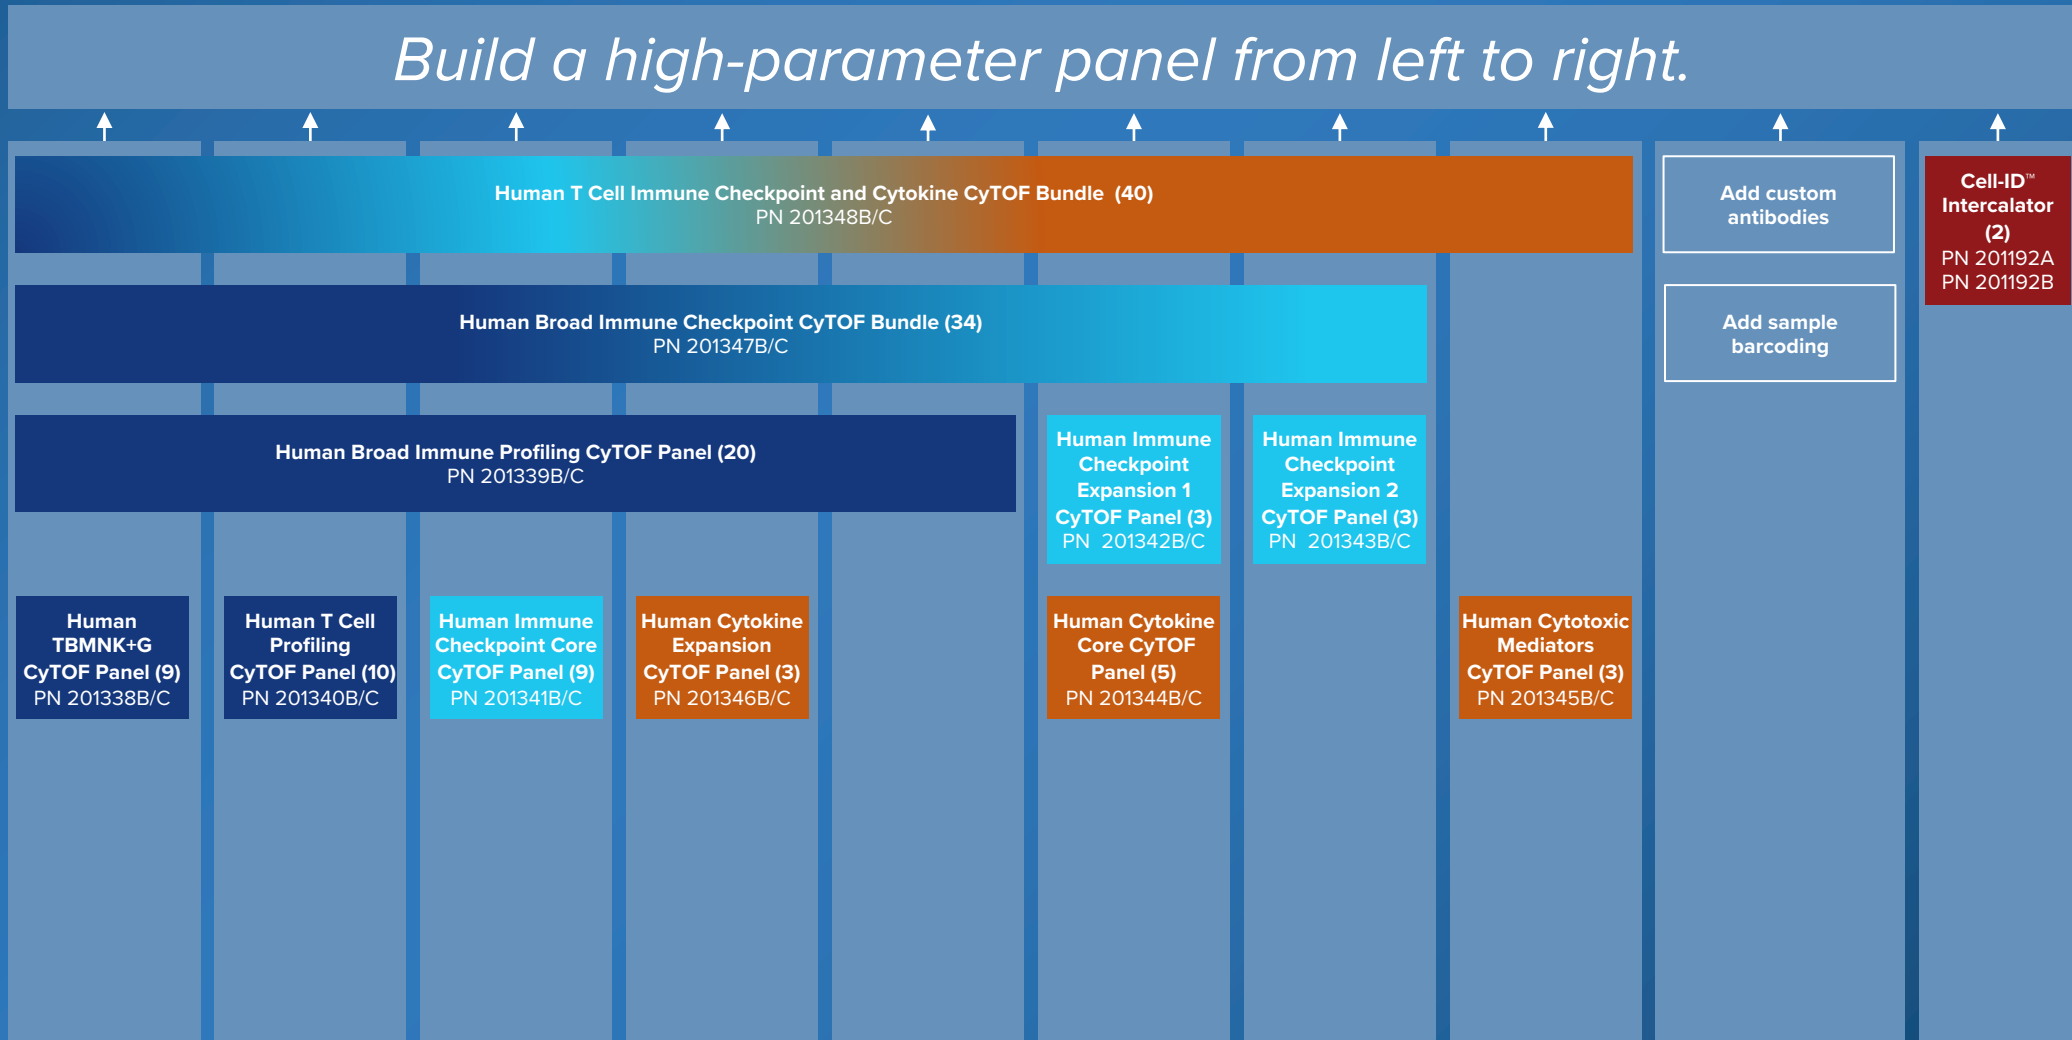 Build a high-parameter panel from left to right.
Human T Cell Immune Checkpoint and Cytokine CyTOF Bundle (40)
PN 201348B/C
Add custom
antibodies
Cell-ID™
Intercalator
(2)
PN 201192A
PN 201192B
Human Broad Immune Checkpoint CyTOF Bundle (34)
PN 201347B/C
Add sample
barcoding
Human Broad Immune Profiling CyTOF Panel (20)
PN 201339B/C
Human Immune
Checkpoint
Expansion 1
CyTOF Panel (3)
PN 201342B/C
Human Immune
Checkpoint
Expansion 2
CyTOF Panel (3)
PN 201343B/C
Human
TBMNK+G
CyTOF Panel (9)
PN 201338B/C
Human T Cell
Profiling
CyTOF Panel (10)
PN 201340B/C
Human Immune
Checkpoint Core
CyTOF Panel (9)
PN 201341B/C
Human Cytokine
Expansion
CyTOF Panel (3)
PN 201346B/C
Human Cytokine
Core CyTOF
Panel (5)
PN 201344B/C
Human Cytotoxic
Mediators
CyTOF Panel (3)
PN 201345B/C